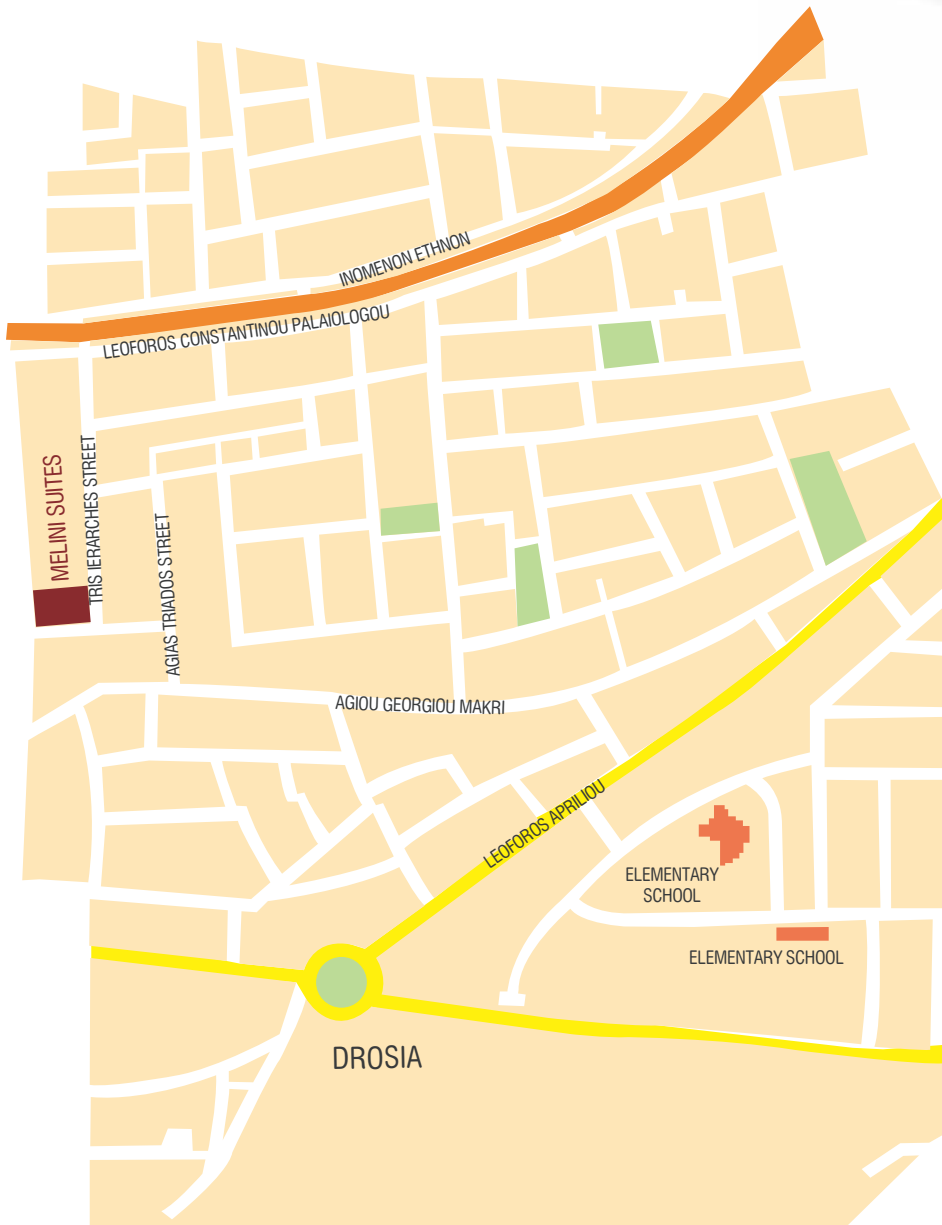 INOMENON ETHNON
LEOFOROS CONSTANTINOU PALAIOLOGOU
MELINI SUITES
TRIS IERARCHES STREET
AGIAS TRIADOS STREET
AGIOU GEORGIOU MAKRI
LEOFOROS APRILIOU
ELEMENTARY
SCHOOL
ELEMENTARY SCHOOL
DROSIA